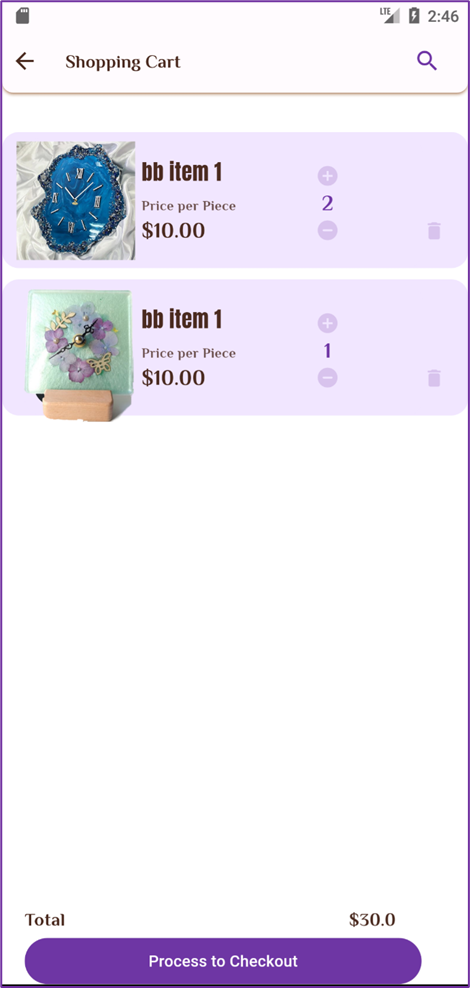 LTE 2:46
Shopping Cart
bb item 1
Price per Piece
$10.00
2
bb item 1
Price per Piece
$10.00
1
Total $30.0
Process to Checkout